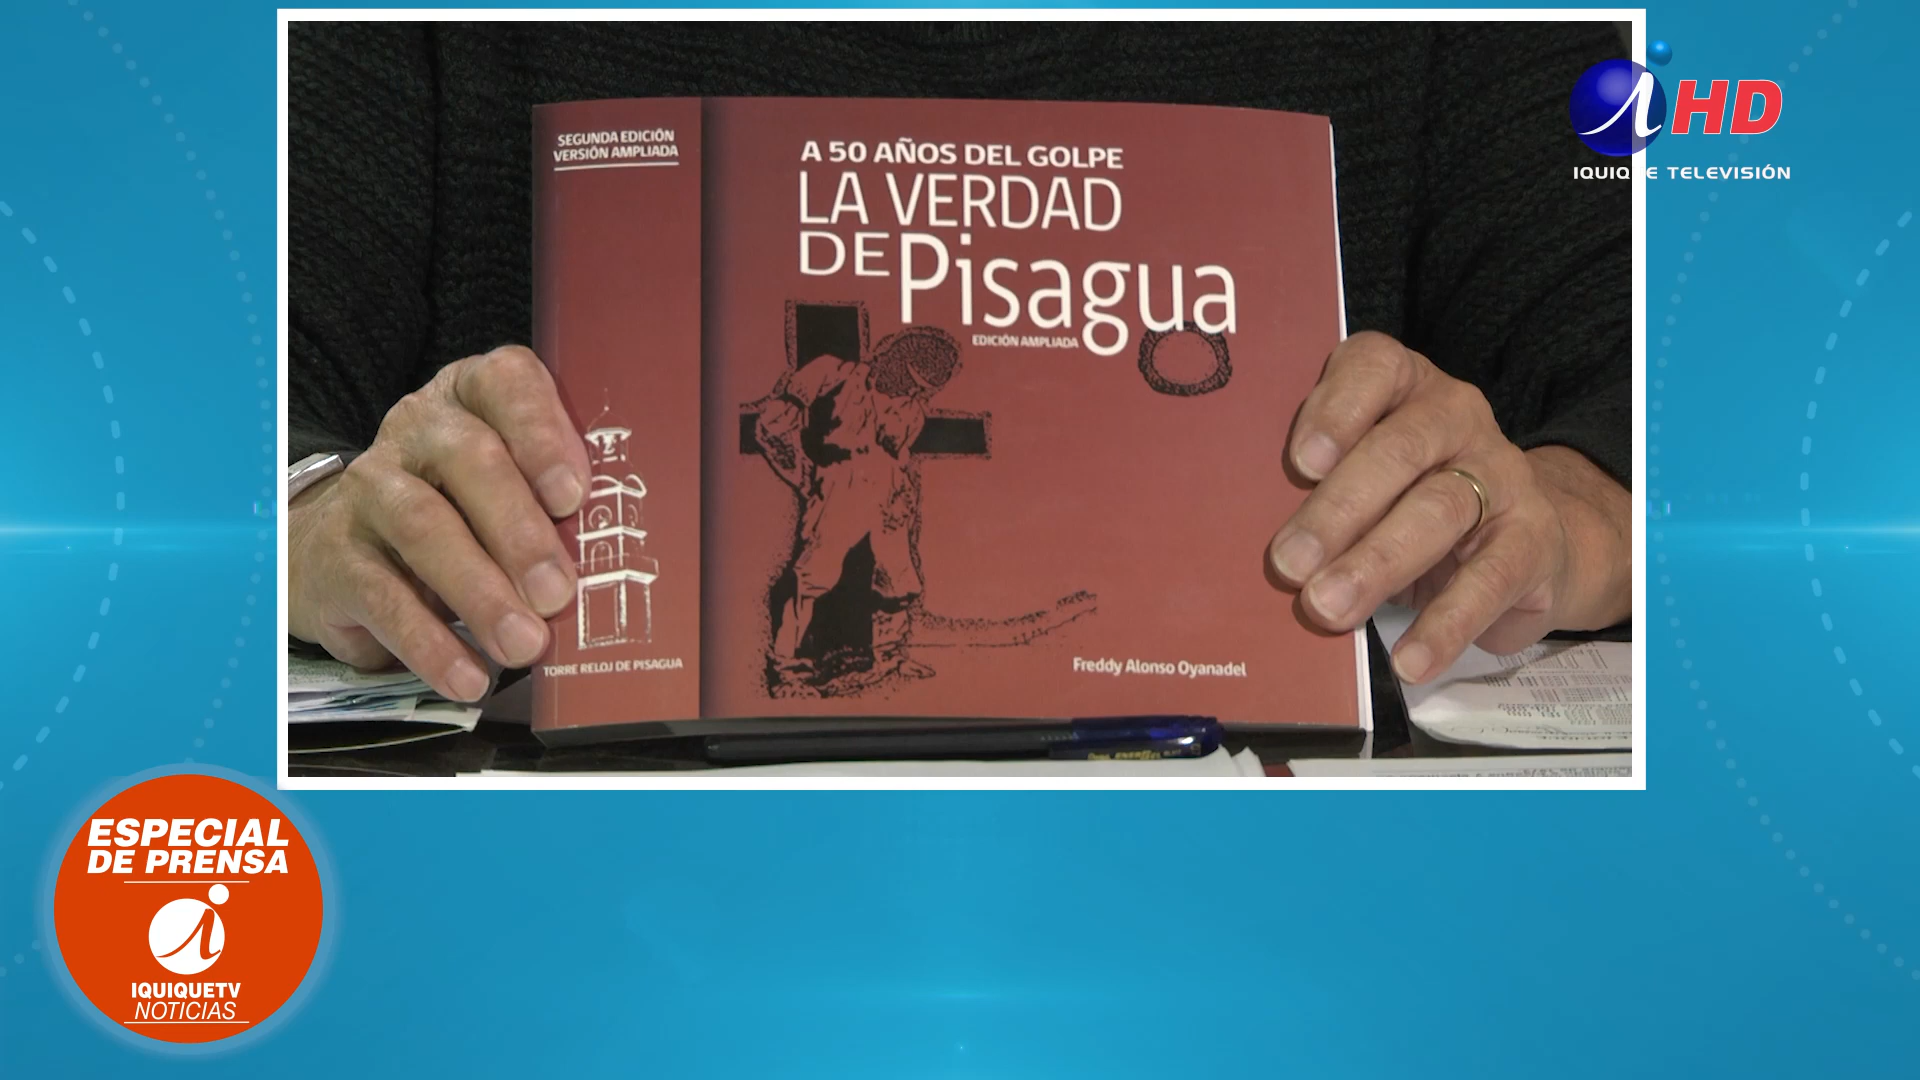 SEGUNDA EDICIÓN
VERSIÓN AMPLIADA
A 50 AÑOS DEL GOLPE
LA VERDAD
DE Pisagua
EDICIÓN AMPLIADA
TORRE RELOJ DE PISAGUA
Freddy Alonso Oyanadel
HD
IQUIQUE TELEVISIÓN
ESPECIAL
DE PRENSA
IQUIQUETV
NOTICIAS